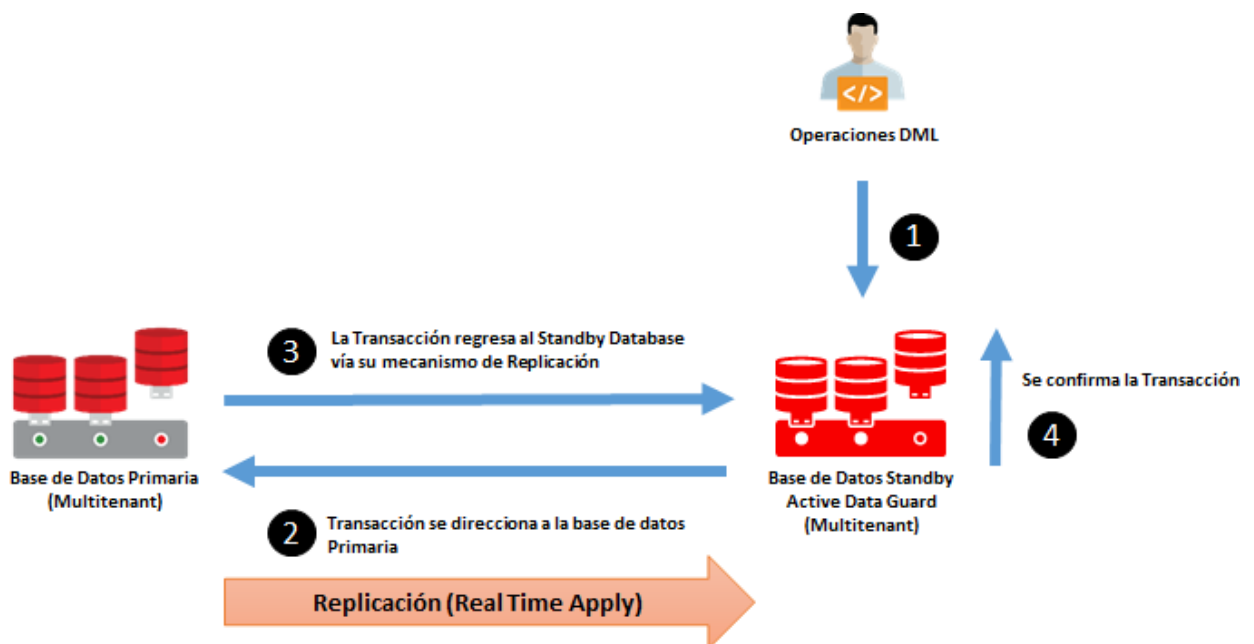 </>
Operaciones DML
1
3
La Transacción regresa al Standby Database
vía su mecanismo de Replicación
Se confirma la Transacción
4
Base de Datos Primaria
(Multitenant)
Base de Datos Standby
Active Data Guard
(Multitenant)
2
Transacción se direcciona a la base de datos
Primaria
Replicación (Real Time Apply)